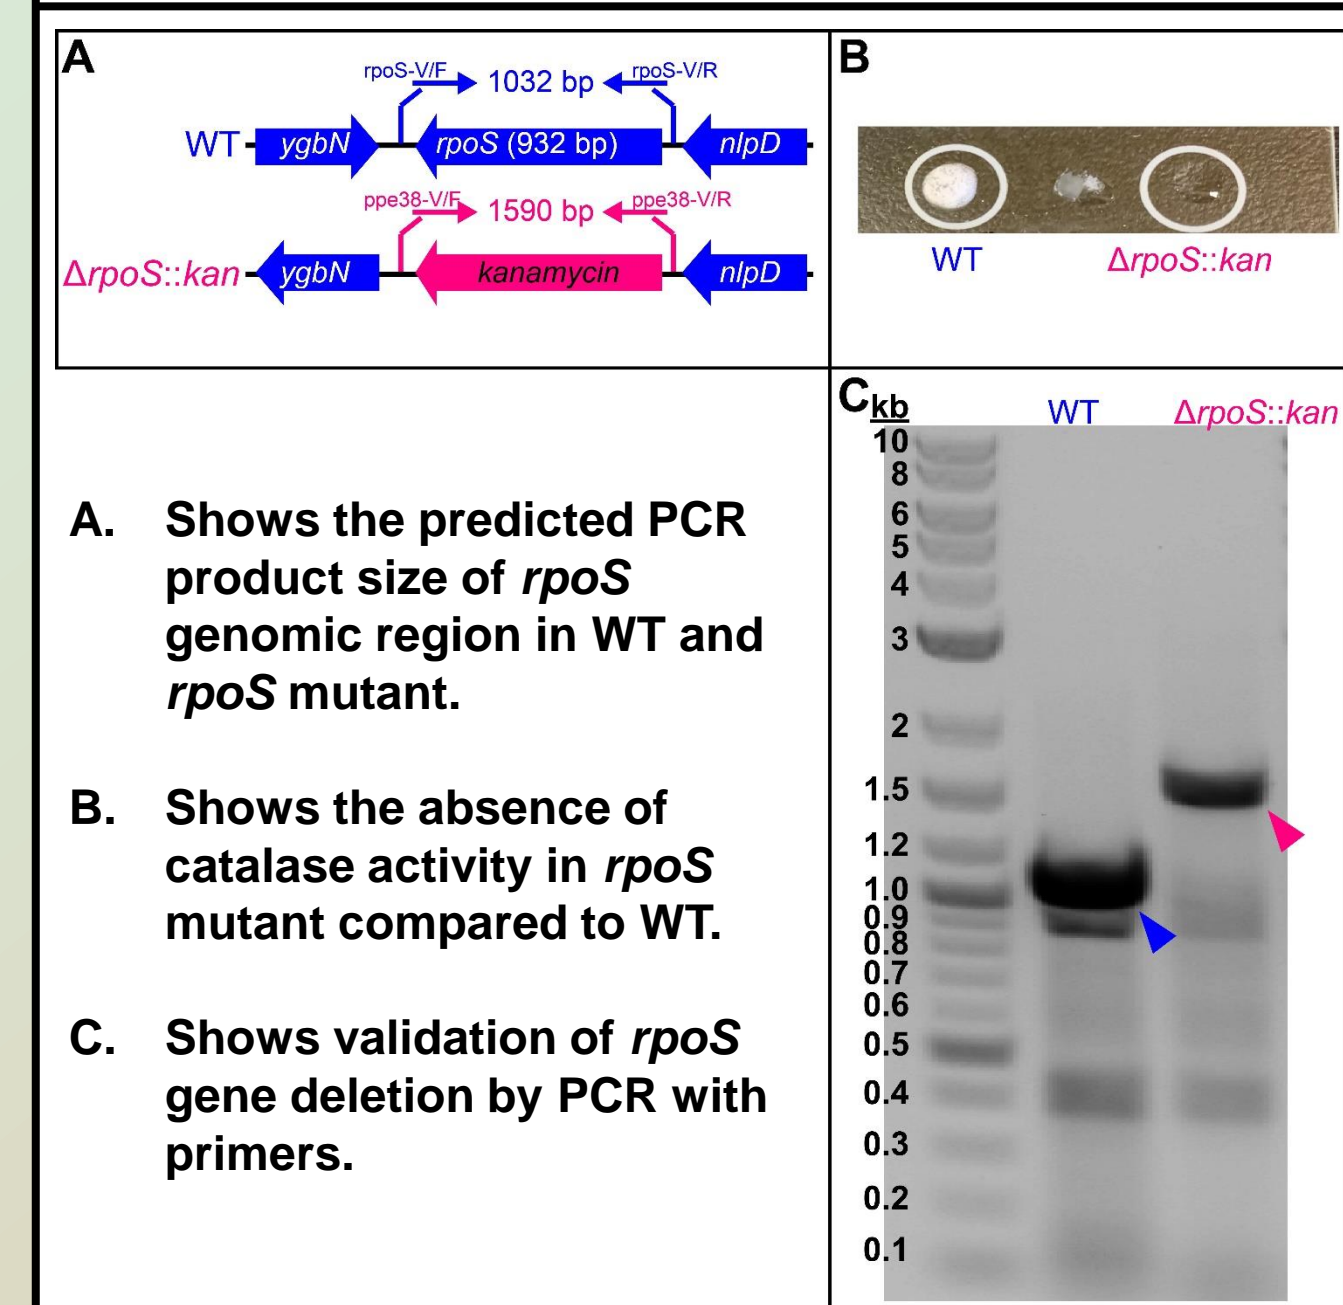 A
rpoS-V/F 1032 bp rpoS-V/R
WT ygbN rpoS (932 bp) nlpD
ppe38-V/F 1590 bp ppe38-V/R
ΔrpoS::kan ygbN kanamycin nlpD
B
WT ΔrpoS::kan
A. Shows the predicted PCR
product size of rpoS
genomic region in WT and
rpoS mutant.
B. Shows the absence of
catalase activity in rpoS
mutant compared to WT.
C. Shows validation of rpoS
gene deletion by PCR with
primers.
C kb WT ΔrpoS::kan
10
8
6
5
4
3
2
1.5
1.2
1.0
0.9
0.8
0.7
0.6
0.5
0.4
0.3
0.2
0.1